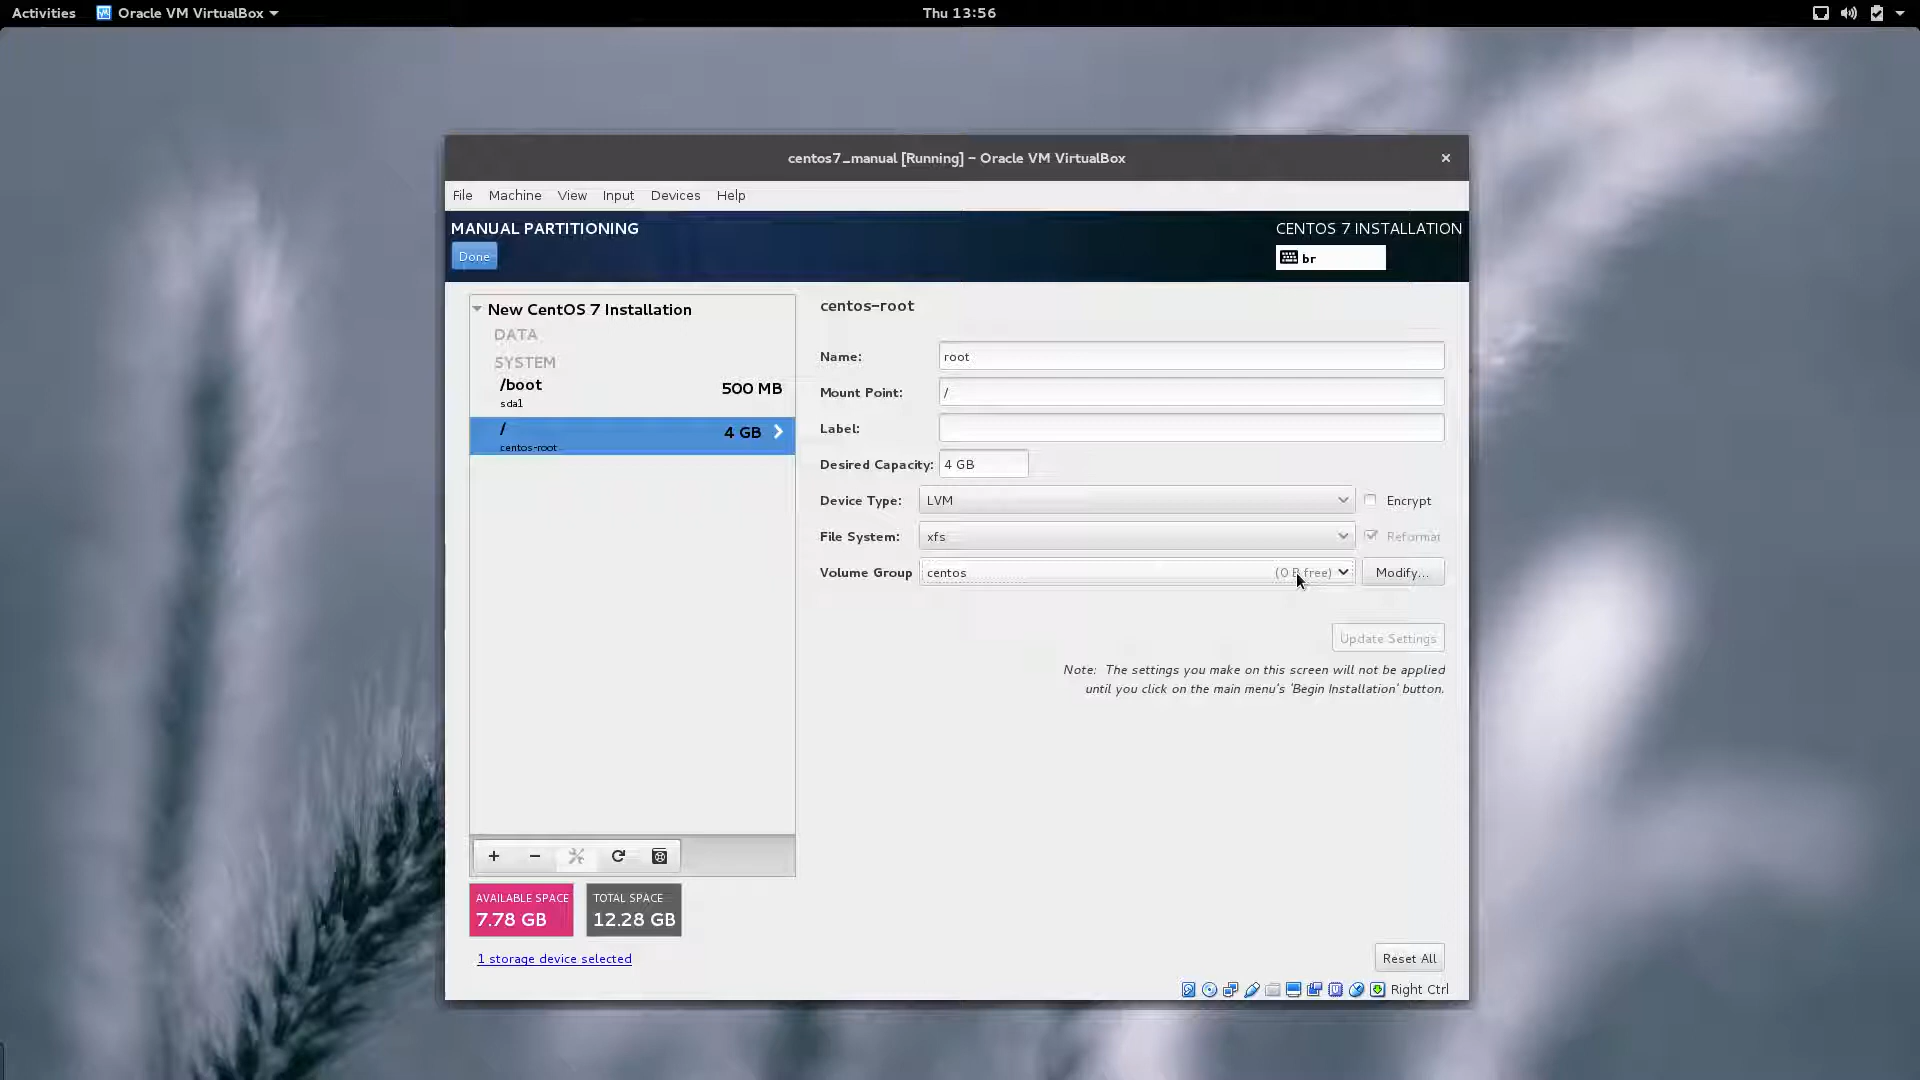 Activities
Oracle VM VirtualBox
Thu 13:56
centos7_manual [Running] - Oracle VM VirtualBox
File Machine View Input Devices Help
MANUAL PARTITIONING
CENTOS 7 INSTALLATION
Done
br
New CentOS 7 Installation
DATA
SYSTEM
/boot
500 MB
sda1
/
4 GB
centos-root
centos-root
Name: root
Mount Point: /
Label:
Desired Capacity: 4 GB
Device Type: LVM
Encrypt
File System: xfs
Reformat
Volume Group centos
(0 B free)
Modify...
Update Settings
Note: The settings you make on this screen will not be applied
until you click on the main menu's 'Begin Installation' button.
+ -
AVAILABLE SPACE
7.78 GB
TOTAL SPACE
12.28 GB
1 storage device selected
Reset All
Right Ctrl